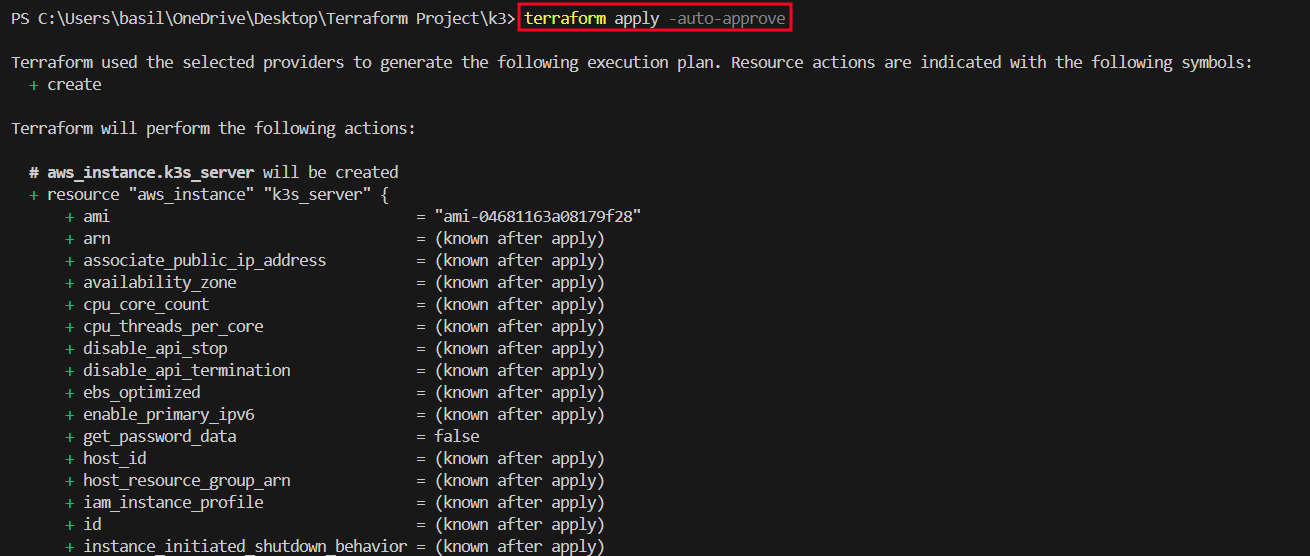 PS C:\Users\basil\OneDrive\Desktop\Terraform Project\k3> terraform apply -auto-approve
Terraform used the selected providers to generate the following execution plan. Resource actions are indicated with the following symbols:
+ create
Terraform will perform the following actions:
# aws_instance.k3s_server will be created
+ resource "aws_instance" "k3s_server" {
+ ami = "ami-04681163a08179f28"
+ arn = (known after apply)
+ associate_public_ip_address = (known after apply)
+ availability_zone = (known after apply)
+ cpu_core_count = (known after apply)
+ cpu_threads_per_core = (known after apply)
+ disable_api_stop = (known after apply)
+ disable_api_termination = (known after apply)
+ ebs_optimized = (known after apply)
+ enable_primary_ipv6 = (known after apply)
+ get_password_data = false
+ host_id = (known after apply)
+ host_resource_group_arn = (known after apply)
+ iam_instance_profile = (known after apply)
+ id = (known after apply)
+ instance_initiated_shutdown_behavior = (known after apply)